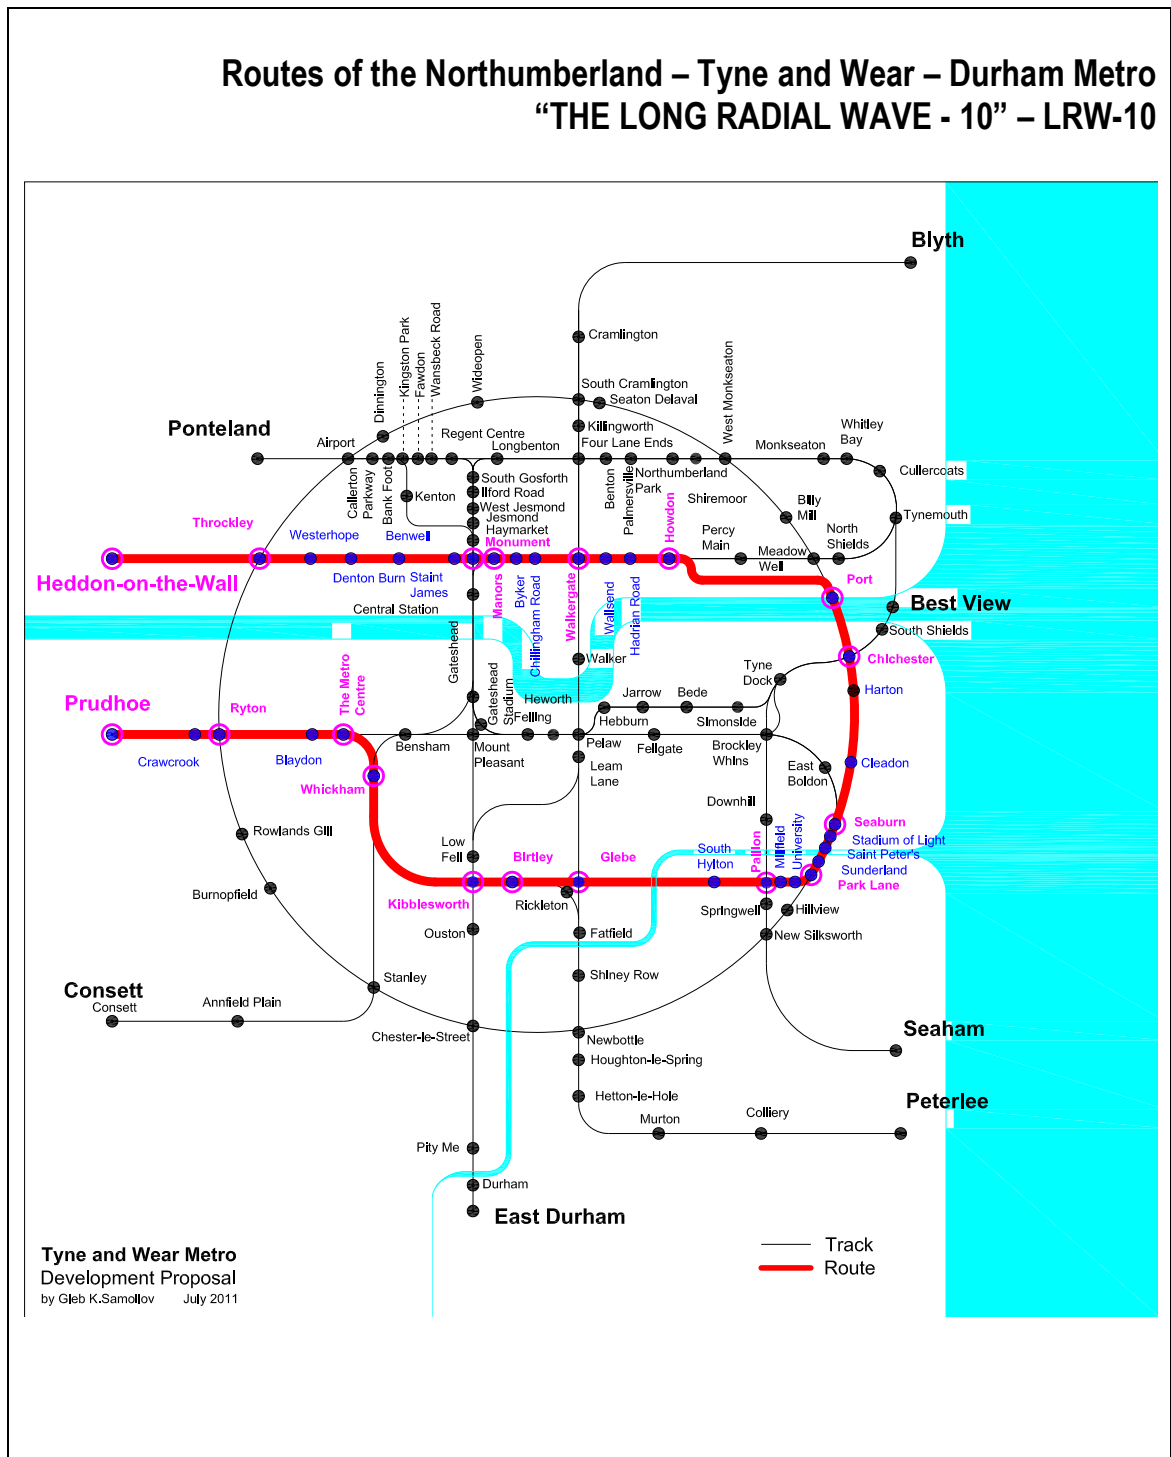 Routes of the Northumberland – Tyne and Wear – Durham Metro
“THE LONG RADIAL WAVE - 10” – LRW-10
Blyth
Cramlington
South Cramlington
Seaton Delaval
Killingworth
Four Lane Ends
Wideopen
Dinnington
Kingston Park
Fawdon
Wansbeck Road
Regent Centre
Longbenton
Ponteland
Airport
Callerton
Parkway
Bank Foot
Kenton
South Gosforth
Ilford Road
West Jesmond
Jesmond
Haymarket
Monument
Benton
Palmersville
Northumberland
Park
Shiremoor
West Monkseaton
Monkseaton
Whitley
Bay
Cullercoats
Tynemouth
Billy
Mill
North
Shields
Meadow
Well
Percy
Main
Howdon
Throckley
Westerhope
Benwell
Heddon-on-the-Wall
Denton Burn
Staint
James
Manors
Byker
Chillingham Road
Walkergate
Wallsend
Hadrian Road
Port
Central Station
Best View
South Shields
Chichester
Harton
Walker
Tyne
Dock
Gateshead
Gateshead
Stadium
Heworth
Felling
Jarrow
Bede
Hebburn
Simonside
Prudhoe
Ryton
The Metro
Centre
Crawcrook
Blaydon
Whickham
Bensham
Mount
Pleasant
Pelaw
Leam
Lane
Fellgate
Brockley
Whins
East
Boldon
Cleadon
Downhill
Seaburn
Stadium of Light
Saint Peter's
Sunderland
Park Lane
Rowlands Gill
Burnopfield
Low
Fell
Birtley
Glebe
South
Hylton
Pallion
Millfield
University
Kibblesworth
Rickleton
Ouston
Fatfield
Springwell
Hillview
New Silksworth
Stanley
Shiney Row
Consett
Consett
Annfield Plain
Chester-le-Street
Newbottle
Houghton-le-Spring
Hetton-le-Hole
Seaham
Peterlee
Murton
Colliery
Pity Me
Durham
East Durham
Track
Route
Tyne and Wear Metro
Development Proposal
by Gleb K.Samoilov July 2011